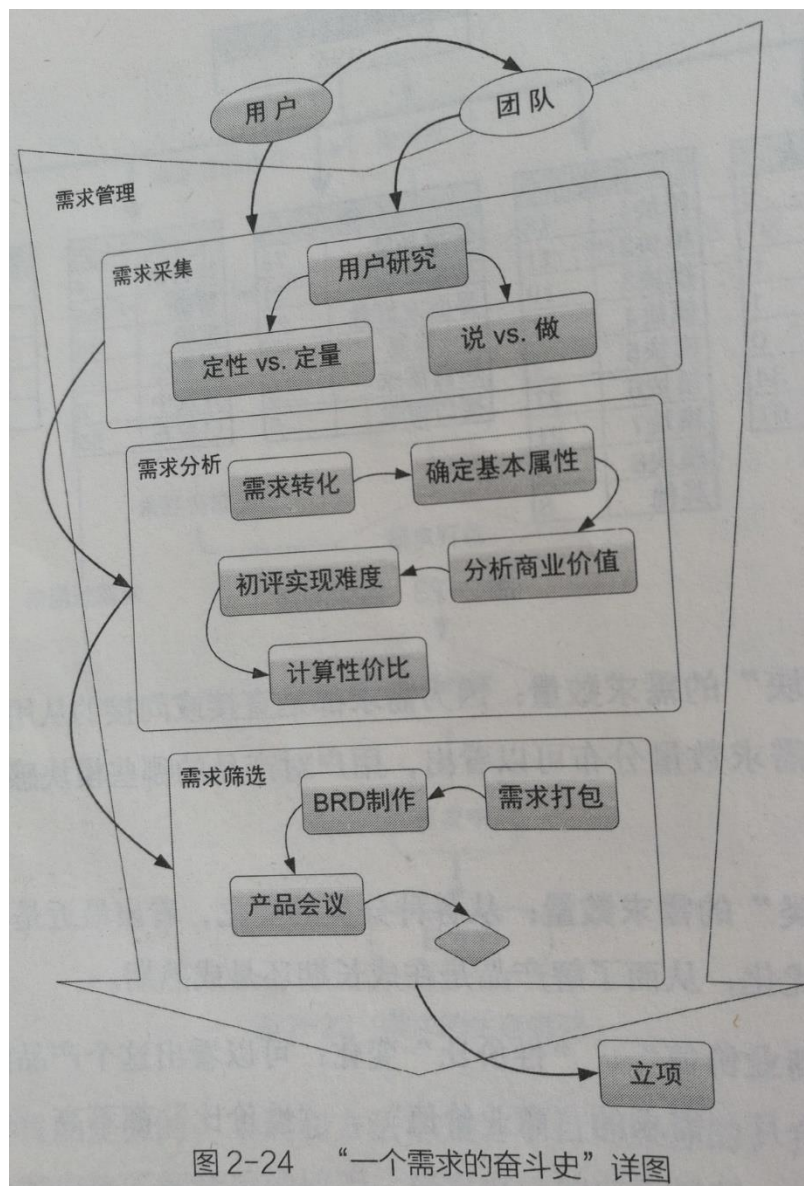 用户
团队
需求管理
需求采集
用户研究
定性 vs. 定量
说 vs. 做
需求分析
需求转化
确定基本属性
初评实现难度
分析商业价值
计算性价比
需求筛选
BRD制作
需求打包
产品会议
立项
图 2-24 “一个需求的奋斗史”详图